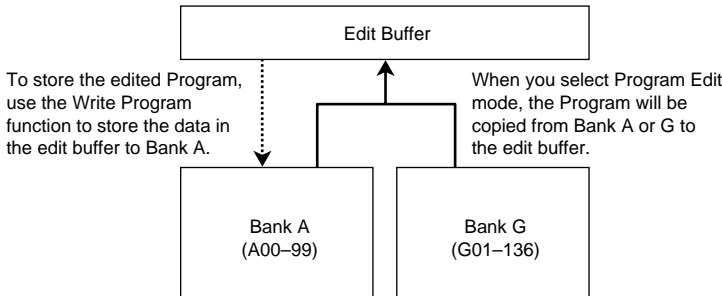 Edit Buffer
To store the edited Program,
use the Write Program
function to store the data in
the edit buffer to Bank A.
When you select Program Edit
mode, the Program will be
copied from Bank A or G to
the edit buffer.
Bank A
(A00–99)
Bank G
(G01–136)